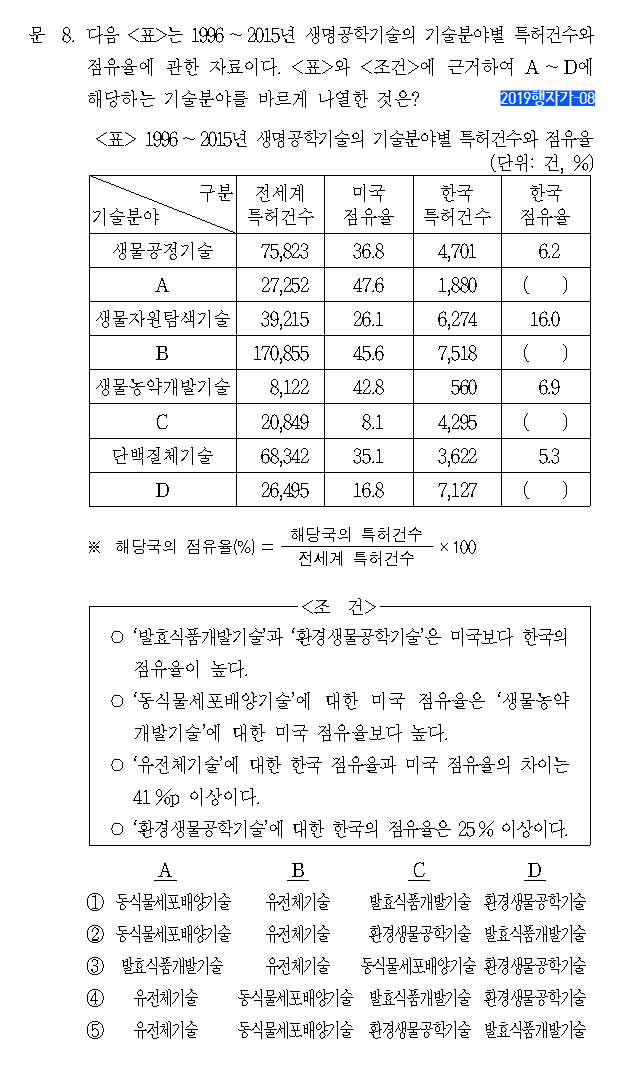 문 8. 다음 <표>는 1996 ~ 2015년 생명공학기술의 기술분야별 특허건수와
점유율에 관한 자료이다. <표>와 <조건>에 근거하여 A ~ D에
해당하는 기술분야를 바르게 나열한 것은? 2019행자가-08
<표> 1996 ~ 2015년 생명공학기술의 기술분야별 특허건수와 점유율
(단위: 건, %)
구분 전세계 미국 한국 한국
기술분야 특허건수 점유율 특허건수 점유율
생물공정기술 75,823 36.8 4,701 6.2
A 27,252 47.6 1,880 ( )
생물자원탐색기술 39,215 26.1 6,274 16.0
B 170,855 45.6 7,518 ( )
생물농약개발기술 8,122 42.8 560 6.9
C 20,849 8.1 4,295 ( )
단백질체기술 68,342 35.1 3,622 5.3
D 26,495 16.8 7,127 ( )
※ 해당국의 점유율(%) = 해당국의 특허건수 / 전세계 특허건수 × 100
<조 건>
○ ‘발효식품개발기술’과 ‘환경생물공학기술’은 미국보다 한국의
점유율이 높다.
○ ‘동식물세포배양기술’에 대한 미국 점유율은 ‘생물농약
개발기술’에 대한 미국 점유율보다 높다.
○ ‘유전체기술’에 대한 한국 점유율과 미국 점유율의 차이는
41 %p 이상이다.
○ ‘환경생물공학기술’에 대한 한국의 점유율은 25 % 이상이다.
A B C D
① 동식물세포배양기술 유전체기술 발효식품개발기술 환경생물공학기술
② 동식물세포배양기술 유전체기술 환경생물공학기술 발효식품개발기술
③ 발효식품개발기술 유전체기술 동식물세포배양기술 환경생물공학기술
④ 유전체기술 동식물세포배양기술 발효식품개발기술 환경생물공학기술
⑤ 유전체기술 동식물세포배양기술 환경생물공학기술 발효식품개발기술